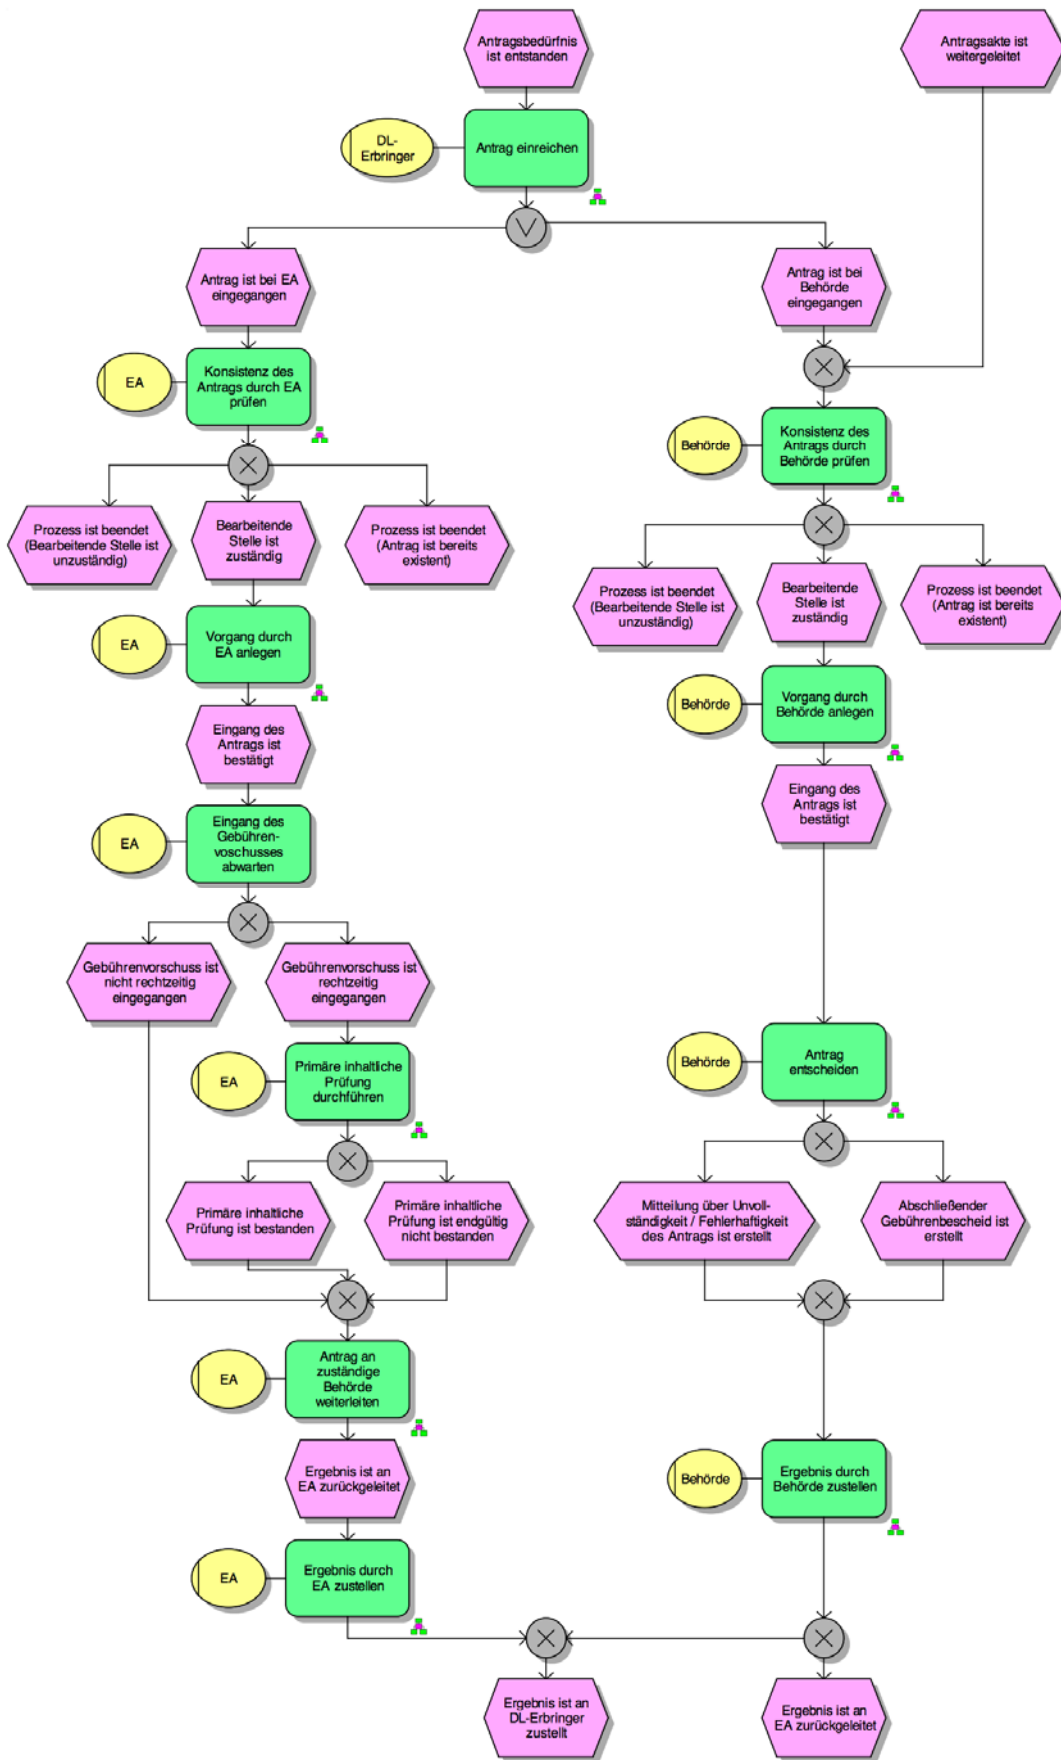 Antragsbedürfnis
ist entstanden
Antragsakte ist
weitergeleitet
DL-
Erbringer
Antrag einreichen
Antrag ist bei EA
eingegangen
Antrag ist bei
Behörde
eingegangen
EA
Konsistenz des
Antrags durch EA
prüfen
Behörde
Konsistenz des
Antrags durch
Behörde prüfen
Prozess ist beendet
(Bearbeitende Stelle ist
unzuständig)
Bearbeitende
Stelle ist
zuständig
Prozess ist beendet
(Antrag ist bereits
existent)
Prozess ist beendet
(Bearbeitende Stelle ist
unzuständig)
Bearbeitende
Stelle ist
zuständig
Prozess ist beendet
(Antrag ist bereits
existent)
EA
Vorgang durch
EA anlegen
Behörde
Vorgang durch
Behörde anlegen
Eingang des
Antrags ist
bestätigt
Eingang des
Antrags ist
bestätigt
EA
Eingang des
Gebühren-
voschusses
abwarten
Gebührenvorschuss ist
nicht rechtzeitig
eingegangen
Gebührenvorschuss ist
rechtzeitig
eingegangen
EA
Primäre inhaltliche
Prüfung
durchführen
Behörde
Antrag
entscheiden
Primäre inhaltliche
Prüfung ist bestanden
Primäre inhaltliche
Prüfung ist endgültig
nicht bestanden
Mitteilung über Unvoll-
ständigkeit / Fehlerhaftigkeit
des Antrags ist erstellt
Abschließender
Gebührenbescheid ist
erstellt
EA
Antrag an
zuständige
Behörde
weiterleiten
Ergebnis ist an
EA zurückgeleitet
Behörde
Ergebnis durch
Behörde zustellen
EA
Ergebnis durch
EA zustellen
Ergebnis ist an
DL-Erbringer
zustellt
Ergebnis ist an
EA zurückgeleitet